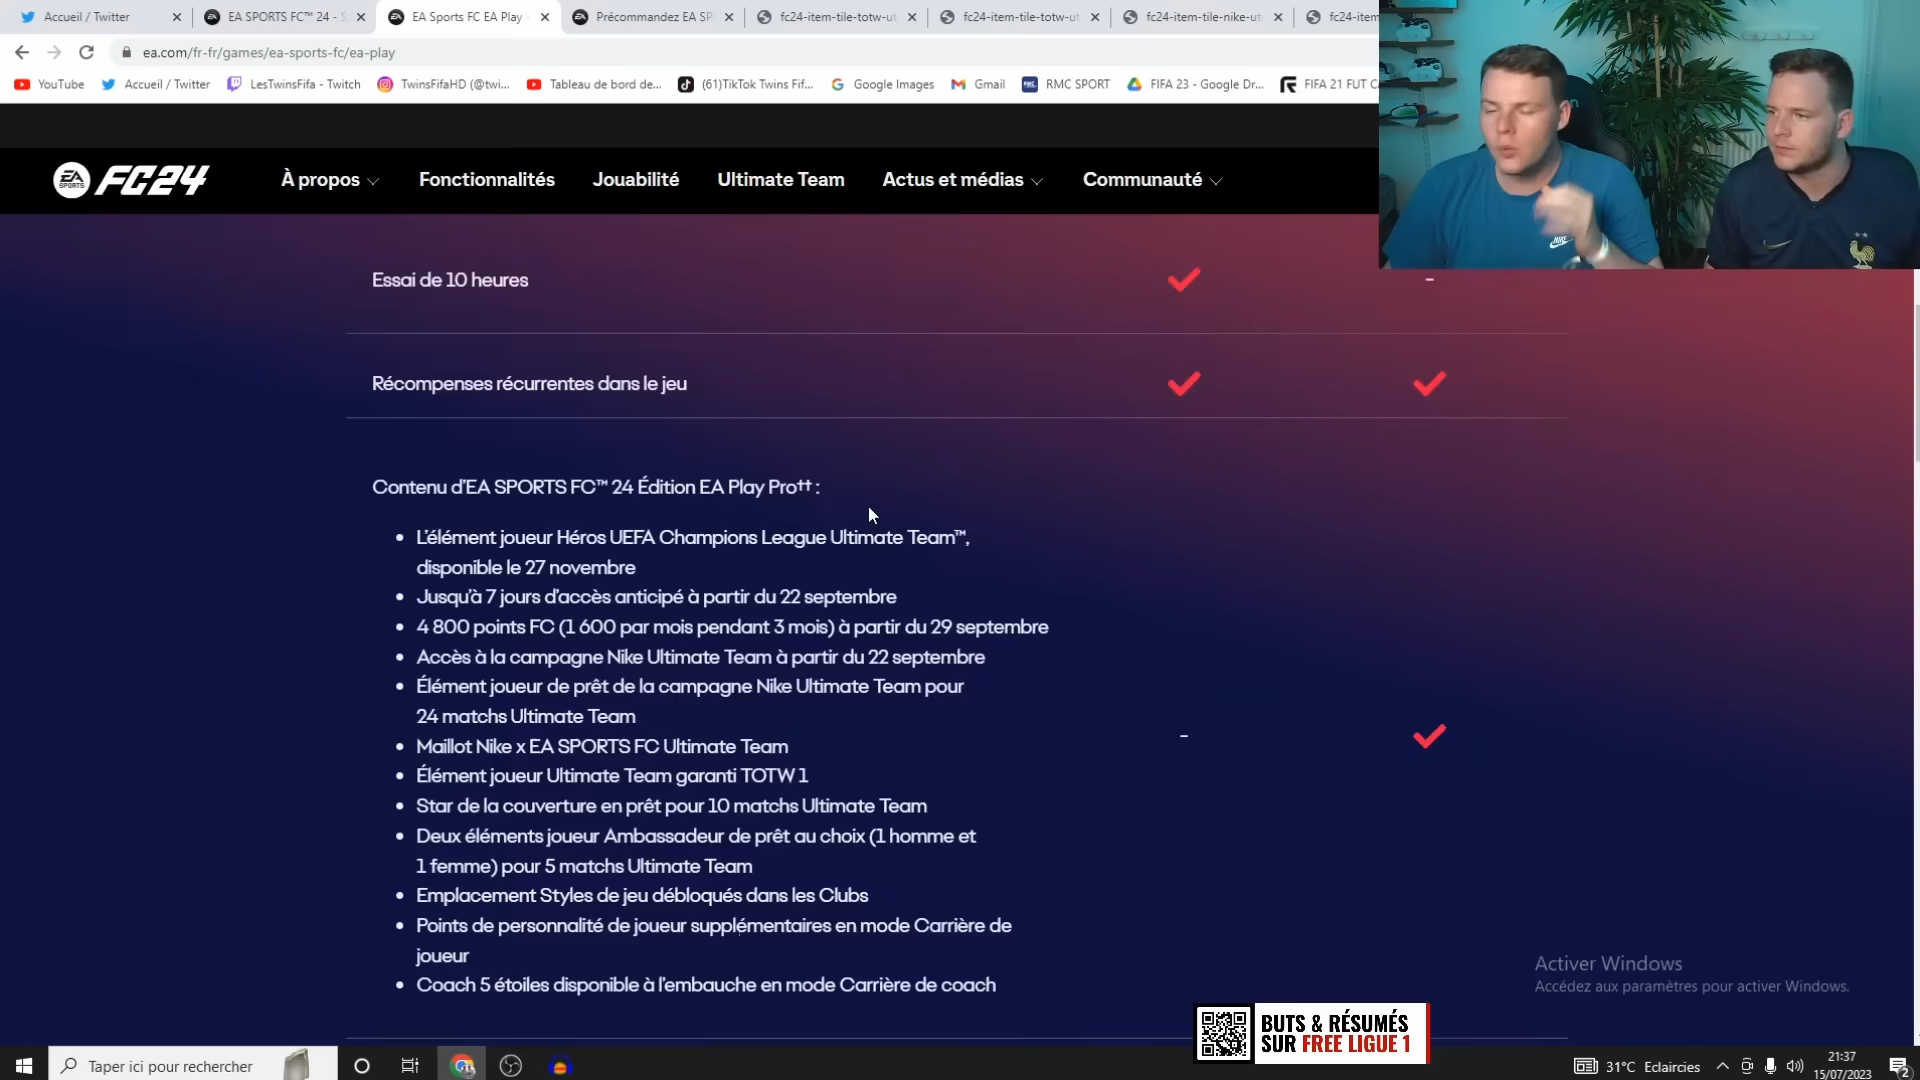 Accueil / Twitter
EA SPORTS FC™ 24 - S
EA Sports FC EA Play -
Précommandez EA SP
fc24-item-tile-totw-ut
fc24-item-tile-totw-ut
fc24-item-tile-nike-ut
fc24-item
ea.com/fr-fr/games/ea-sports-fc/ea-play
YouTube
Accueil / Twitter
LesTwinsFifa - Twitch
TwinsFifaHD (@twi...
Tableau de bord de...
(61)TikTok Twins Fif...
Google Images
Gmail
RMC SPORT
FIFA 23 - Google Dr...
FIFA 21 FUT C
EA SPORTS FC24
À propos
Fonctionnalités
Jouabilité
Ultimate Team
Actus et médias
Communauté
Essai de 10 heures
-
Récompenses récurrentes dans le jeu
Contenu d'EA SPORTS FC™ 24 Édition EA Play Pro†† :
• L'élément joueur Héros UEFA Champions League Ultimate Team™,
disponible le 27 novembre
• Jusqu'à 7 jours d'accès anticipé à partir du 22 septembre
• 4 800 points FC (1 600 par mois pendant 3 mois) à partir du 29 septembre
• Accès à la campagne Nike Ultimate Team à partir du 22 septembre
• Élément joueur de prêt de la campagne Nike Ultimate Team pour
24 matchs Ultimate Team
• Maillot Nike x EA SPORTS FC Ultimate Team
• Élément joueur Ultimate Team garanti TOTW 1
• Star de la couverture en prêt pour 10 matchs Ultimate Team
• Deux éléments joueur Ambassadeur de prêt au choix (1 homme et
1 femme) pour 5 matchs Ultimate Team
• Emplacement Styles de jeu débloqués dans les Clubs
• Points de personnalité de joueur supplémentaires en mode Carrière de
joueur
• Coach 5 étoiles disponible à l'embauche en mode Carrière de coach
-
Activer Windows
Accédez aux paramètres pour activer Windows.
BUTS & RÉSUMÉS
SUR FREE LIGUE 1
Taper ici pour rechercher
31°C Eclaircies
21:37
15/07/2023
2